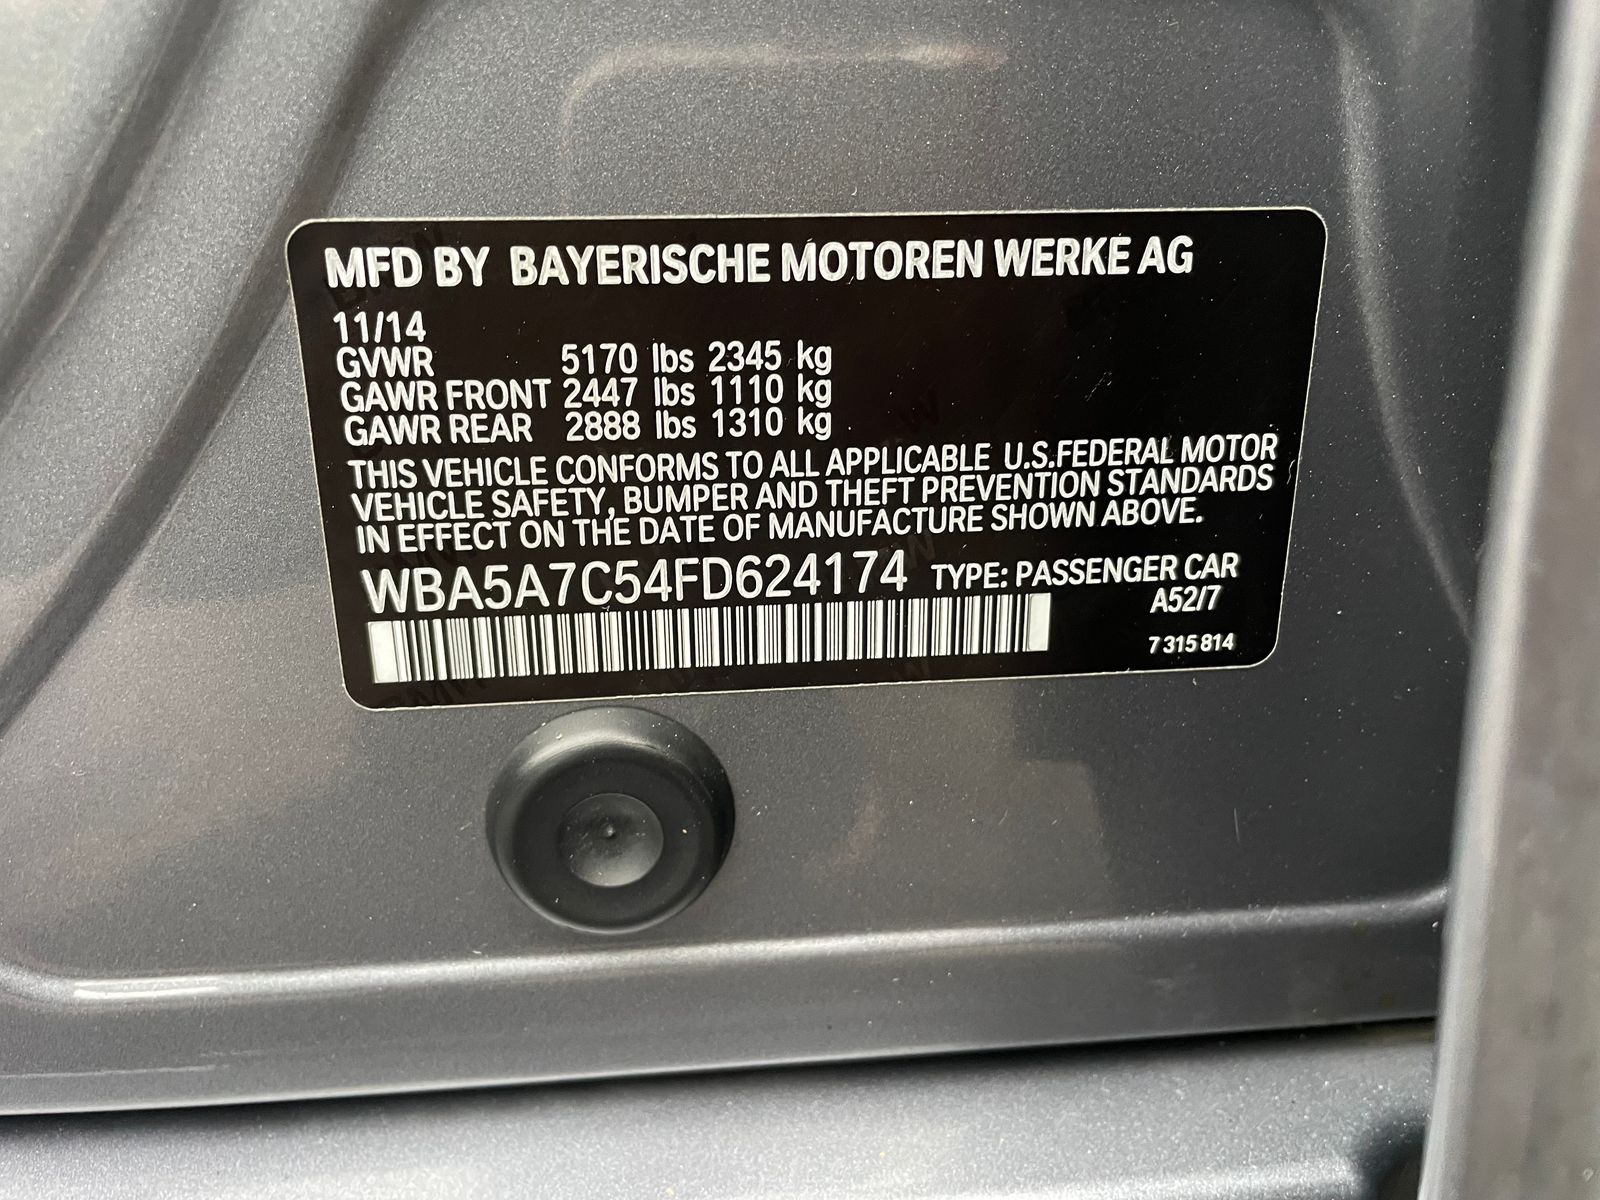 MFD BY BAYERISCHE MOTOREN WERKE AG
11/14
GVWR 5170 lbs 2345 kg
GAWR FRONT 2447 lbs 1110 kg
GAWR REAR 2888 lbs 1310 kg
THIS VEHICLE CONFORMS TO ALL APPLICABLE U.S.FEDERAL MOTOR
VEHICLE SAFETY, BUMPER AND THEFT PREVENTION STANDARDS
IN EFFECT ON THE DATE OF MANUFACTURE SHOWN ABOVE.
WBA5A7C54FD624174 TYPE: PASSENGER CAR
A52/7
7 315 814